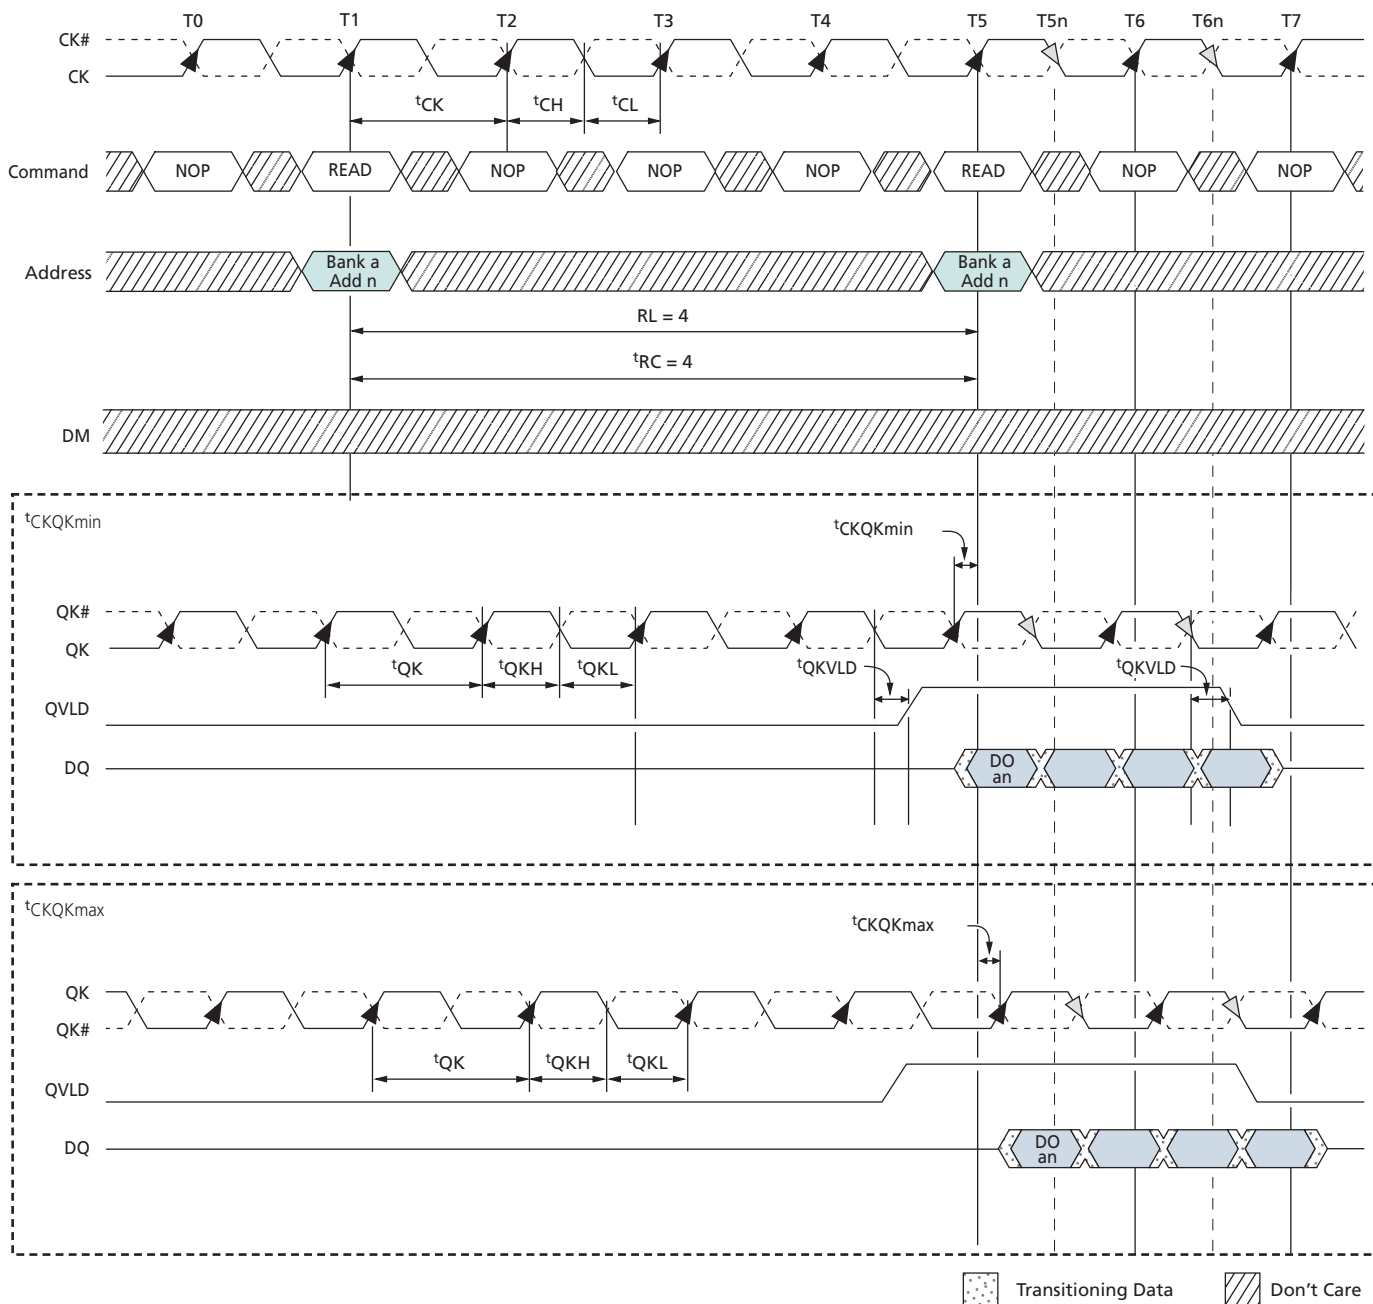 T0 T1 T2 T3 T4 T5 T5n T6 T6n T7
CK#
CK
tCK tCH tCL
Command NOP READ NOP NOP NOP READ NOP NOP
Address Bank a Add n Bank a Add n
RL = 4
tRC = 4
DM
tCKQKmin
tCKQKmin
QK#
QK
tQK tQKH tQKL tQKVLD tQKVLD
QVLD
DQ DO an
tCKQKmax
tCKQKmax
QK
QK#
tQK tQKH tQKL
QVLD
DQ DO an
Transitioning Data Don't Care